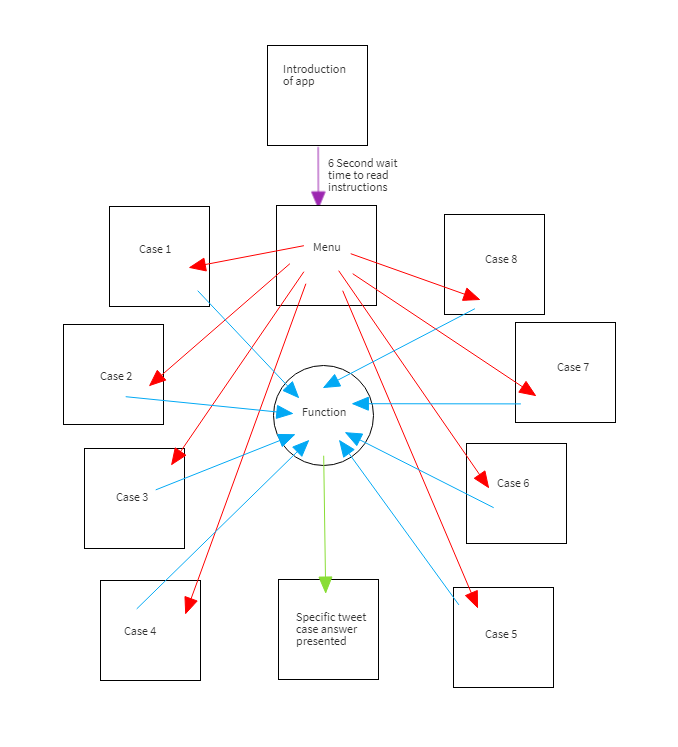 Introduction
of app
6 Second wait
time to read
instructions
Menu
Case 1
Case 8
Case 2
Case 7
Function
Case 3
Case 6
Case 4
Specific tweet
case answer
presented
Case 5